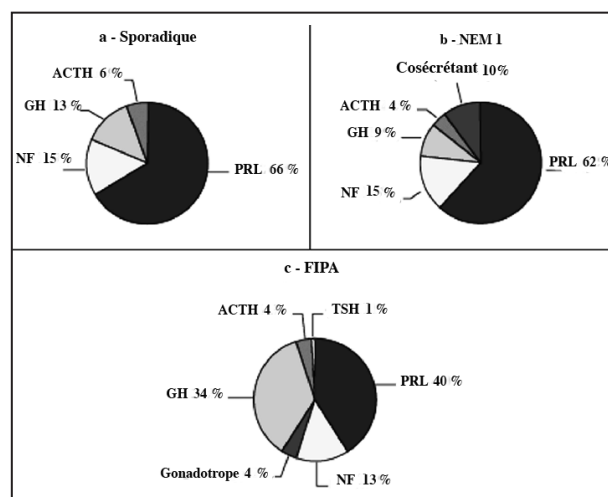 a - Sporadique
ACTH 6 %
GH 13 %
NF 15 %
PRL 66 %
b - NEM 1
Cosécrétant 10%
ACTH 4 %
GH 9 %
NF 15 %
PRL 62 %
c - FIPA
ACTH 4 %
TSH 1 %
GH 34 %
PRL 40 %
Gonadotrope 4 %
NF 13 %